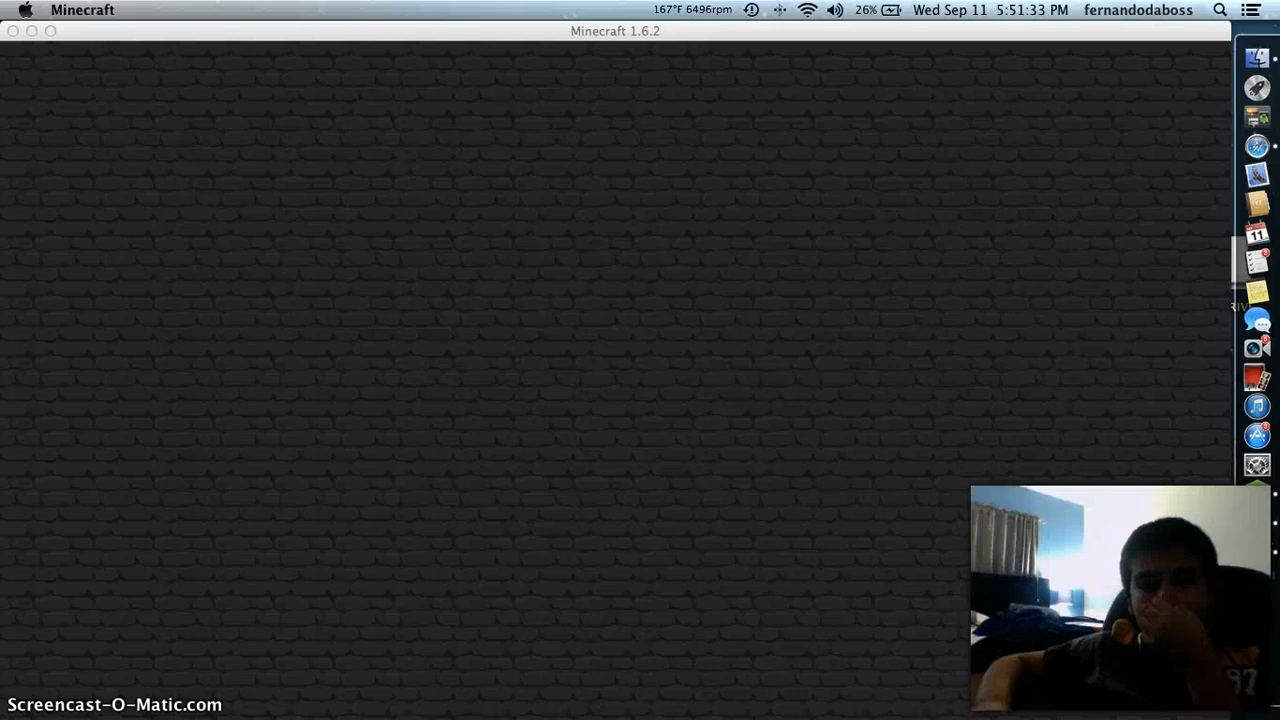 Minecraft 167°F 6496rpm 26% Wed Sep 11 5:51:33 PM fernandodaboss
Minecraft 1.6.2
11
Screencast-O-Matic.com